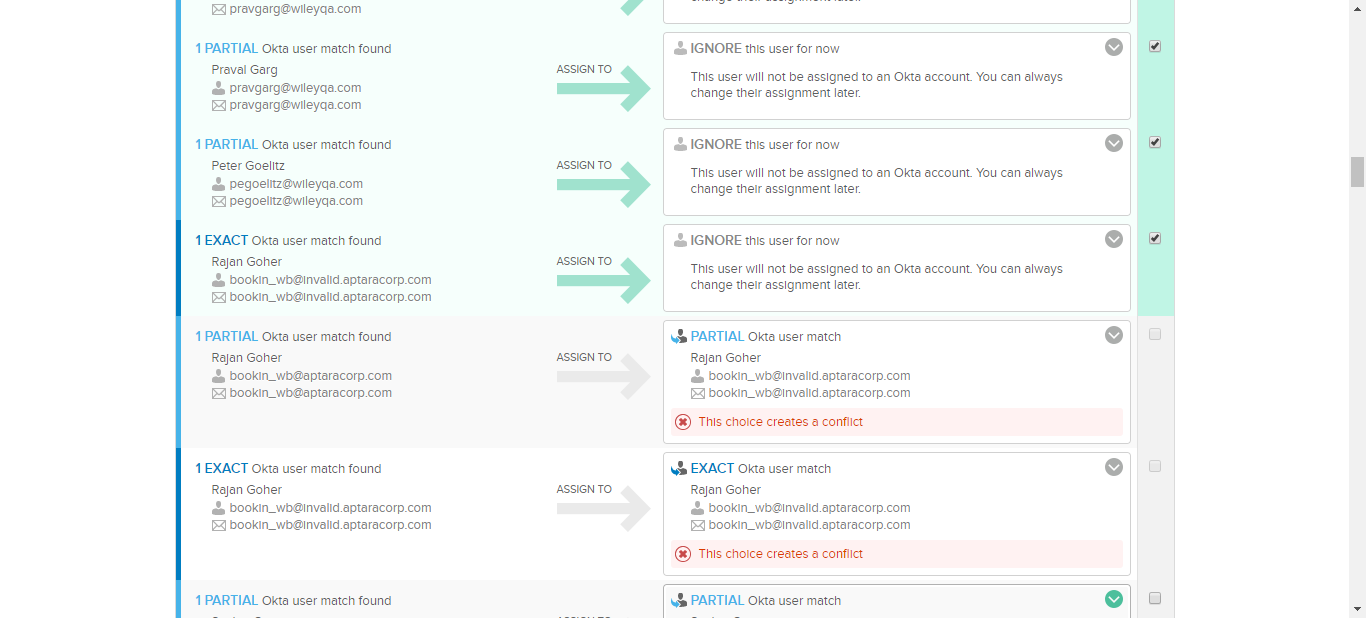 pravgarg@wileyqa.com
change their assignment later.
1 PARTIAL Okta user match found
Praval Garg
pravgarg@wileyqa.com
pravgarg@wileyqa.com
ASSIGN TO
IGNORE this user for now
This user will not be assigned to an Okta account. You can always
change their assignment later.
1 PARTIAL Okta user match found
Peter Goelitz
pegoelitz@wileyqa.com
pegoelitz@wileyqa.com
ASSIGN TO
IGNORE this user for now
This user will not be assigned to an Okta account. You can always
change their assignment later.
1 EXACT Okta user match found
Rajan Goher
bookin_wb@invalid.aptaracorp.com
bookin_wb@invalid.aptaracorp.com
ASSIGN TO
IGNORE this user for now
This user will not be assigned to an Okta account. You can always
change their assignment later.
1 PARTIAL Okta user match found
Rajan Goher
bookin_wb@aptaracorp.com
bookin_wb@aptaracorp.com
ASSIGN TO
PARTIAL Okta user match
Rajan Goher
bookin_wb@invalid.aptaracorp.com
bookin_wb@invalid.aptaracorp.com
This choice creates a conflict
1 EXACT Okta user match found
Rajan Goher
bookin_wb@invalid.aptaracorp.com
bookin_wb@invalid.aptaracorp.com
ASSIGN TO
EXACT Okta user match
Rajan Goher
bookin_wb@invalid.aptaracorp.com
bookin_wb@invalid.aptaracorp.com
This choice creates a conflict
1 PARTIAL Okta user match found
PARTIAL Okta user match